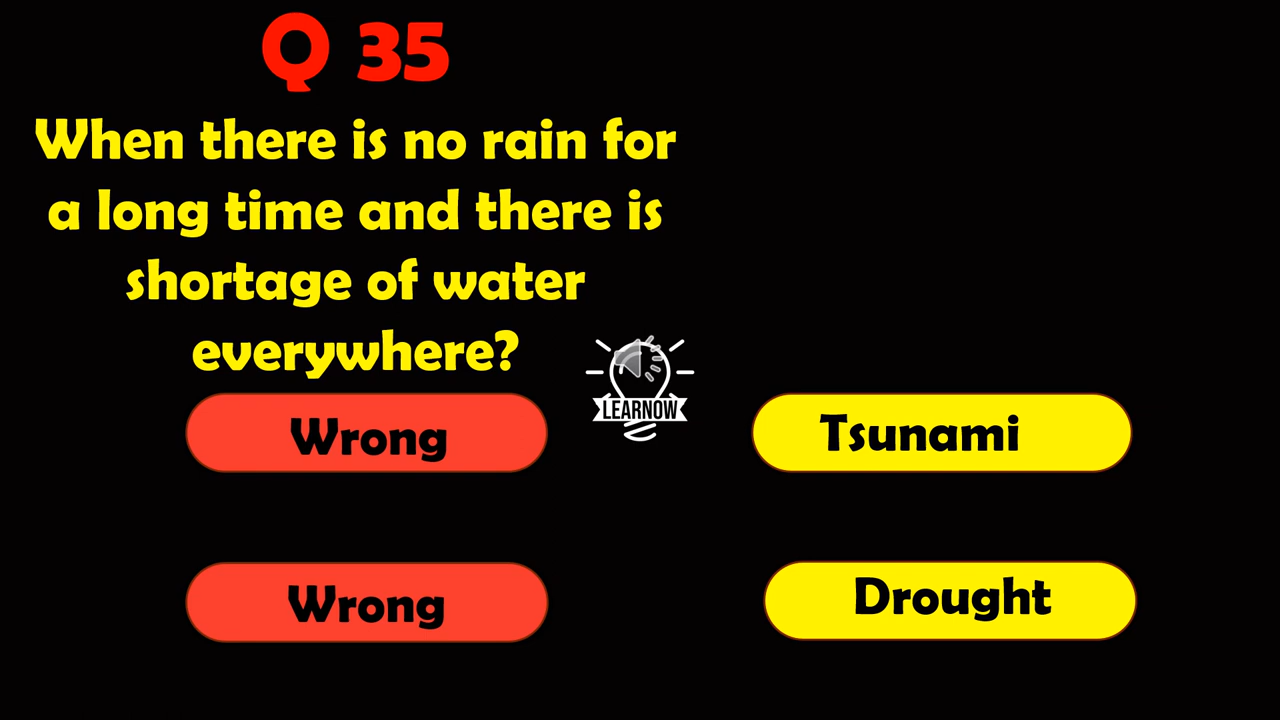 Q 35
When there is no rain for
a long time and there is
shortage of water
everywhere?
LEARNOW
Wrong
Tsunami
Wrong
Drought